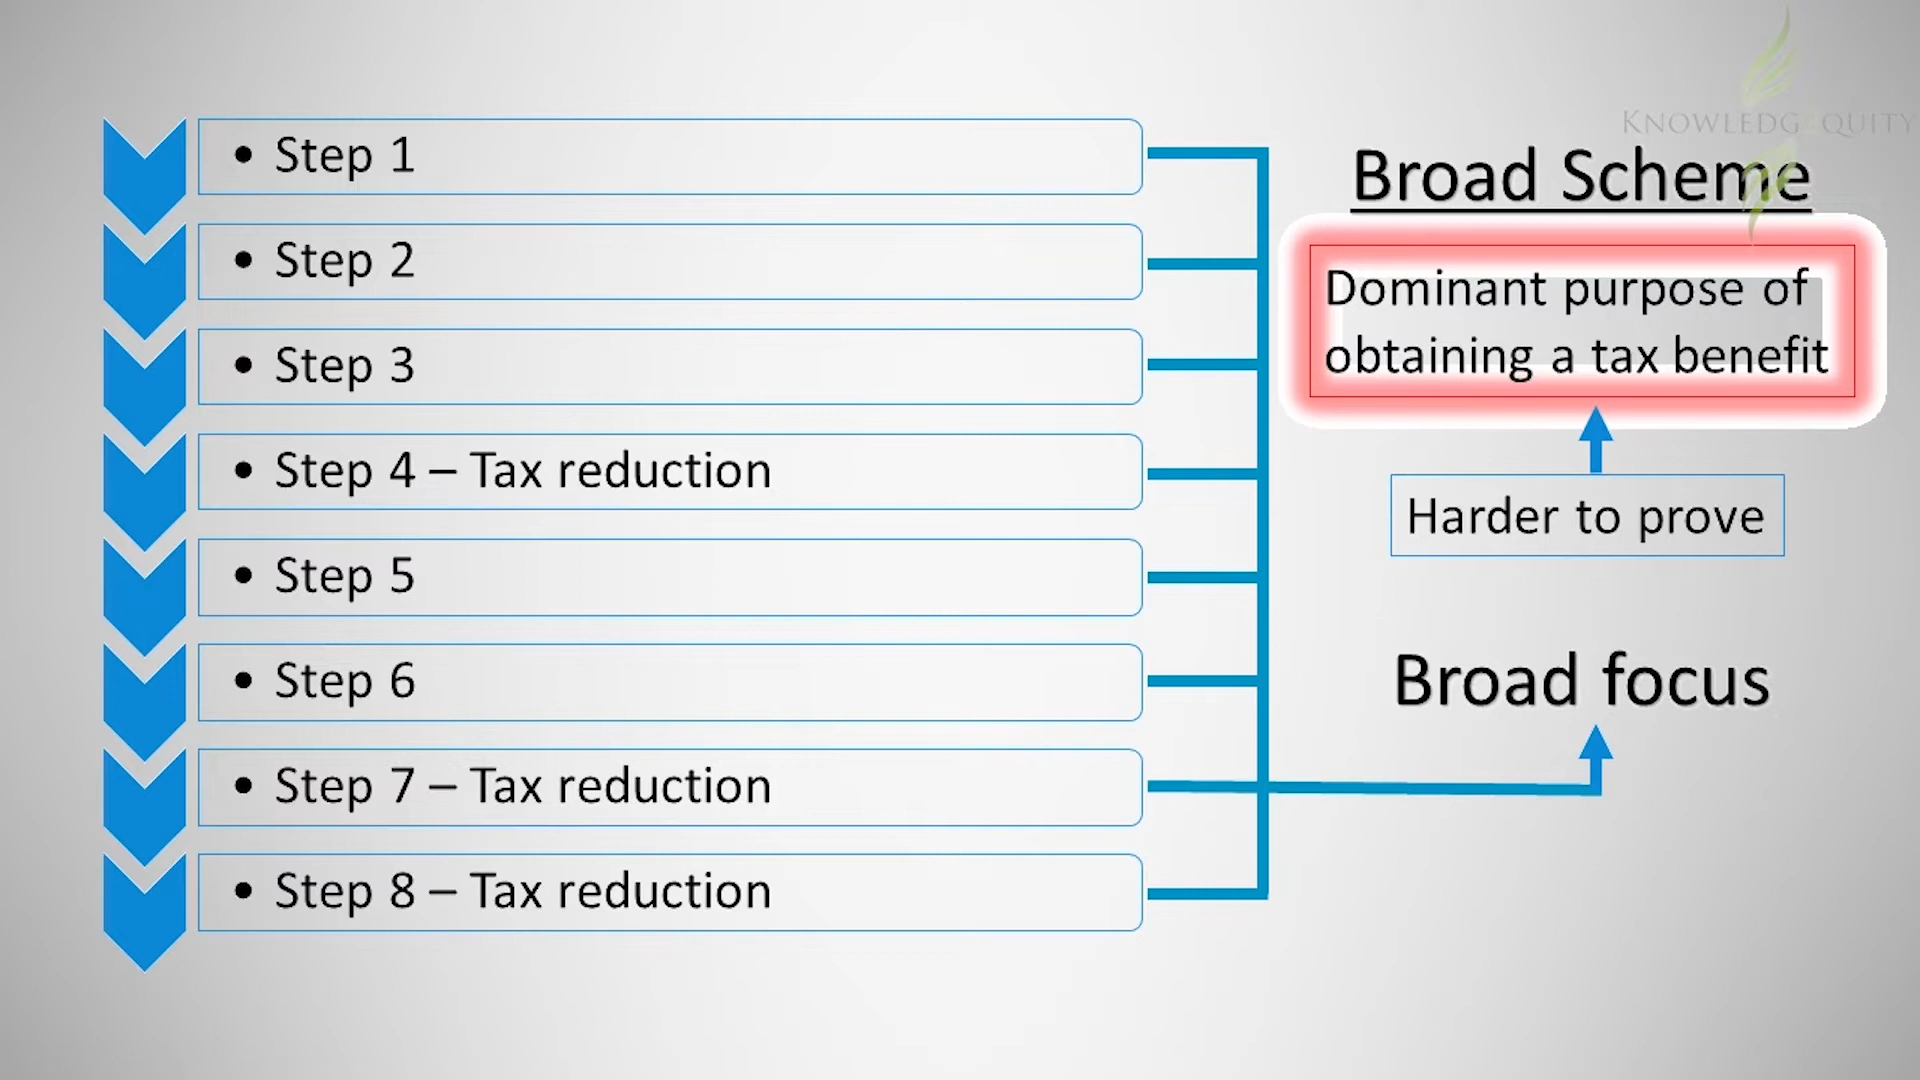 KNOWLEDGEQUITY
• Step 1
• Step 2
• Step 3
• Step 4 – Tax reduction
• Step 5
• Step 6
• Step 7 – Tax reduction
• Step 8 – Tax reduction
Broad Scheme
Dominant purpose of
obtaining a tax benefit
Harder to prove
Broad focus